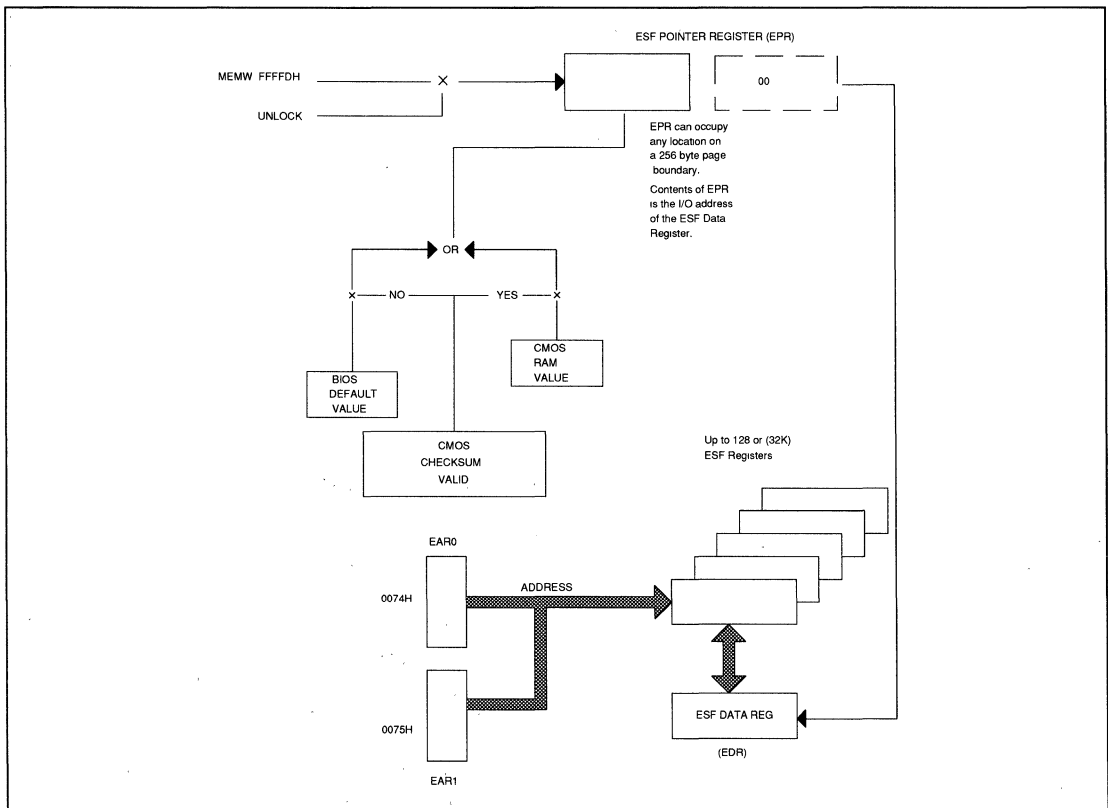 ESF POINTER REGISTER (EPR)
MEMW FFFFDH
00
UNLOCK
EPR can occupy
any location on
a 256 byte page
boundary.
Contents of EPR
is the I/O address
of the ESF Data
Register.
OR
NO
YES
CMOS
RAM
VALUE
BIOS
DEFAULT
VALUE
CMOS
CHECKSUM
VALID
Up to 128 or (32K)
ESF Registers
EAR0
ADDRESS
0074H
ESF DATA REG
0075H
(EDR)
EAR1